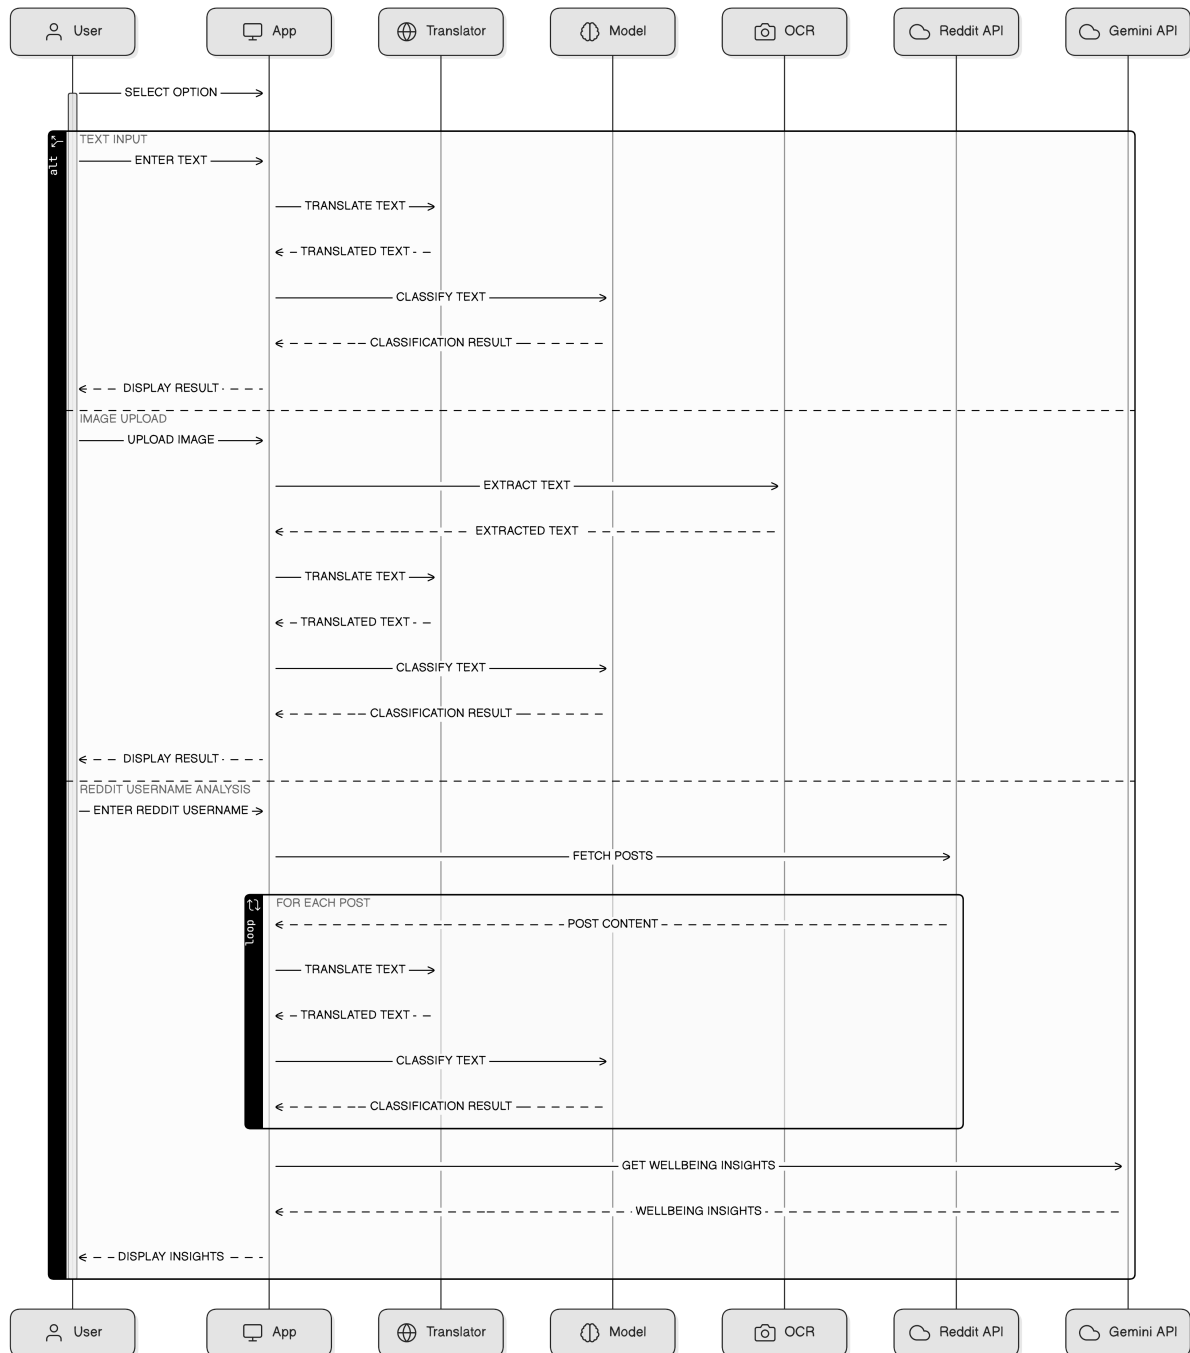 User App Translator Model OCR Reddit API Gemini API
SELECT OPTION
alt
TEXT INPUT
ENTER TEXT
TRANSLATE TEXT
TRANSLATED TEXT
CLASSIFY TEXT
CLASSIFICATION RESULT
DISPLAY RESULT
IMAGE UPLOAD
UPLOAD IMAGE
EXTRACT TEXT
EXTRACTED TEXT
TRANSLATE TEXT
TRANSLATED TEXT
CLASSIFY TEXT
CLASSIFICATION RESULT
DISPLAY RESULT
REDDIT USERNAME ANALYSIS
ENTER REDDIT USERNAME
FETCH POSTS
loop
FOR EACH POST
POST CONTENT
TRANSLATE TEXT
TRANSLATED TEXT
CLASSIFY TEXT
CLASSIFICATION RESULT
GET WELLBEING INSIGHTS
WELLBEING INSIGHTS
DISPLAY INSIGHTS
User App Translator Model OCR Reddit API Gemini API